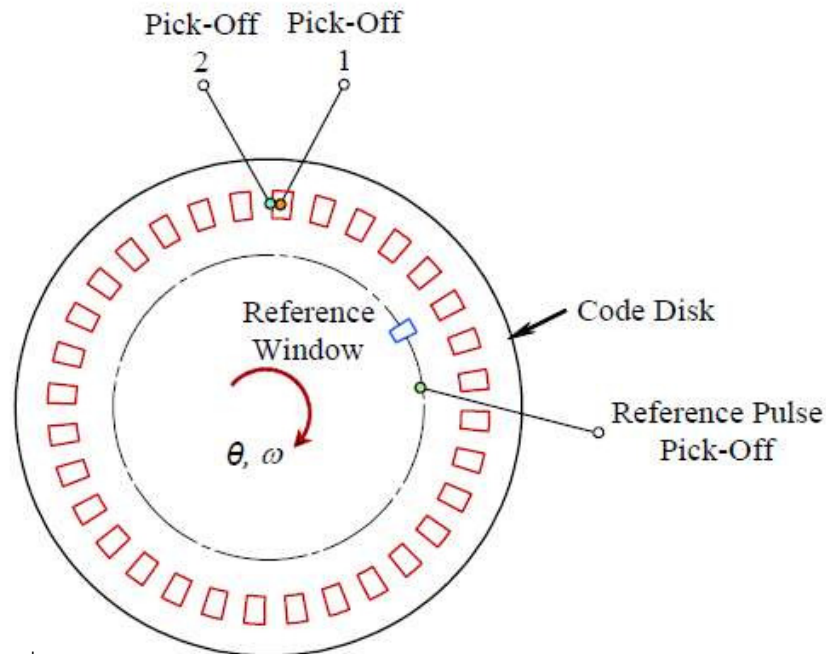 Pick-Off Pick-Off
2 1
Reference
Window
Code Disk
Reference Pulse
Pick-Off
θ, ω